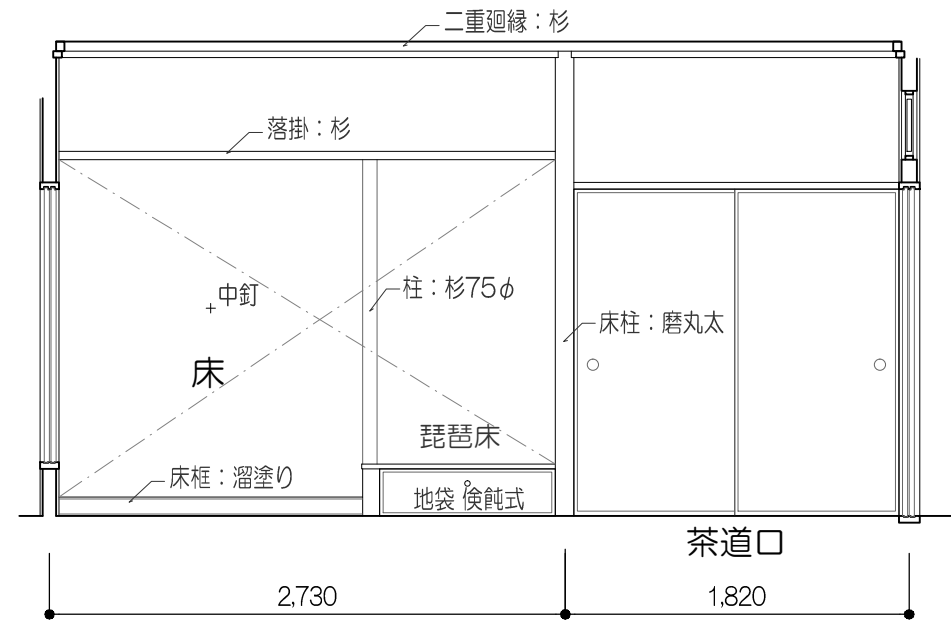 二重廻縁：杉
落掛：杉
中釘
柱：杉75φ
床柱：磨丸太
床
琵琶床
床框：溜塗り
地袋 倹飩式
茶道口
2,730
1,820